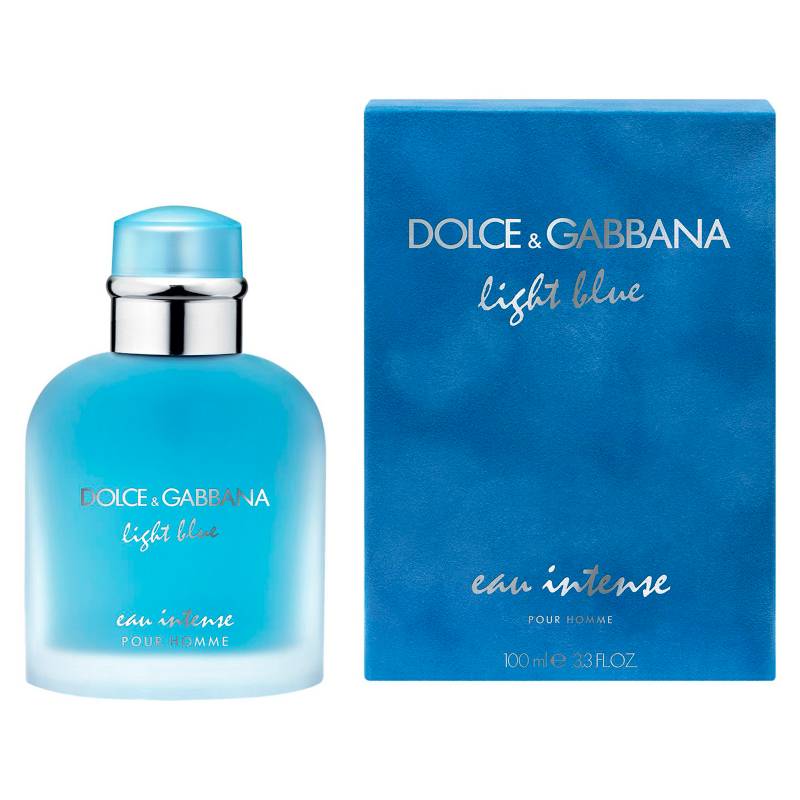 DOLCE & GABBANA
light blue
eau intense
POUR HOMME
DOLCE & GABBANA
light blue
eau intense
POUR HOMME
100 ml ℮ 3.3 FL.OZ.